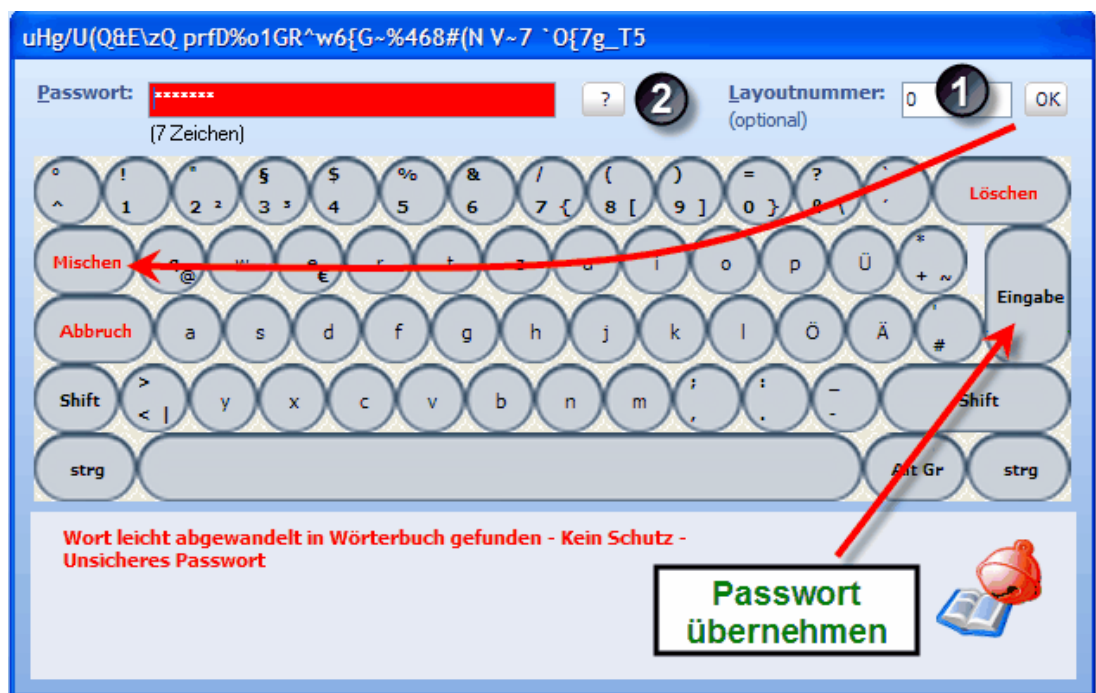 uHg/U(Q&E\zQ prfD%o1GR^w6{G~%468#(N V~7 `O{7g_T5
Passwort: ******* ? 2 Layoutnummer: 0 1 OK
(7 Zeichen) (optional)
° ! " § $ % & / ( ) = ? ` Löschen
^ 1 2 ² 3 ³ 4 5 6 7 { 8 [ 9 ] 0 } ß \ ´
Mischen q @ w e € r t z u i o p Ü * + ~ Eingabe
Abbruch a s d f g h j k l Ö Ä ' #
Shift > < | y x c v b n m ; , : . _ - Shift
strg Alt Gr strg
Wort leicht abgewandelt in Wörterbuch gefunden - Kein Schutz -
Unsicheres Passwort
Passwort
übernehmen